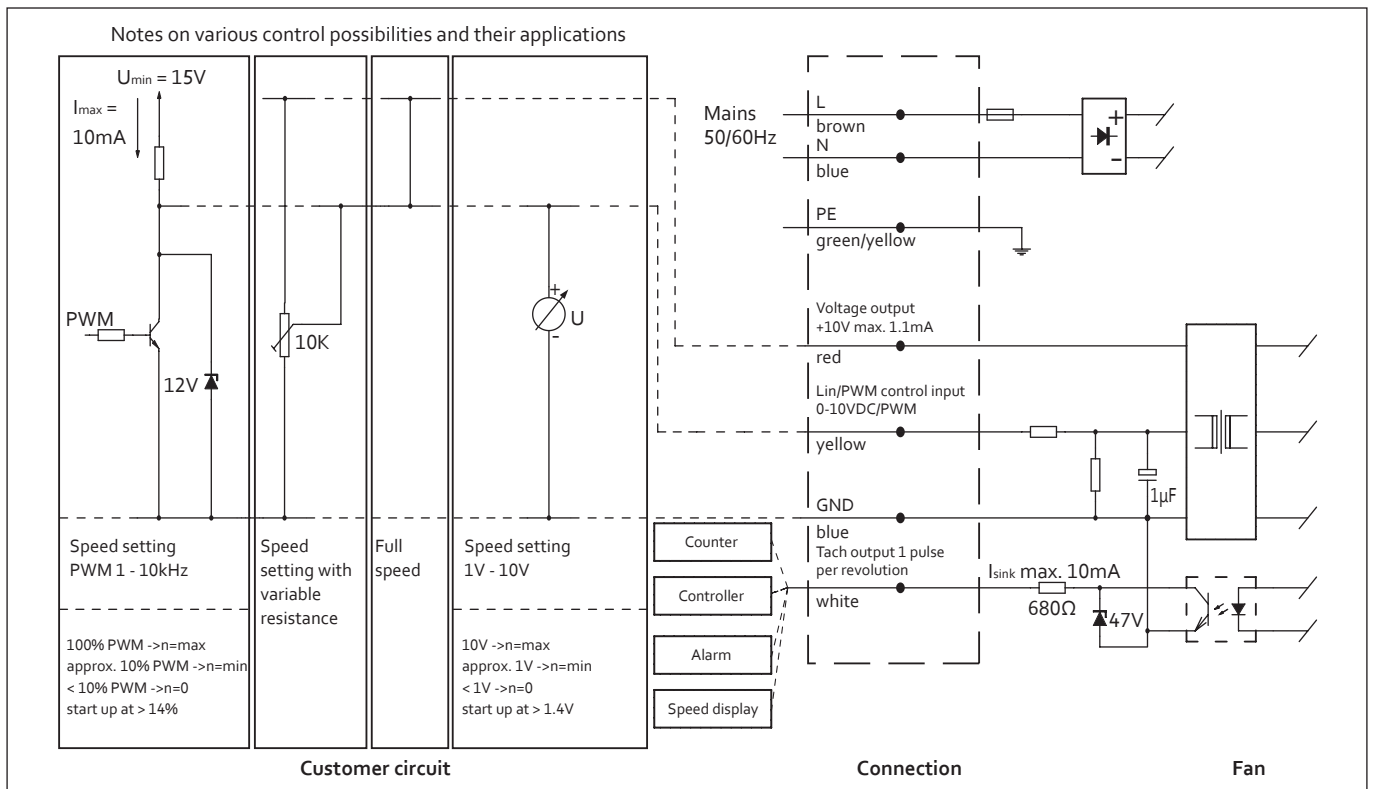 Notes on various control possibilities and their applications
Umin = 15V
Imax =
10mA
PWM
12V
10K
+
U
-
Speed setting
PWM 1 - 10kHz
100% PWM ->n=max
approx. 10% PWM ->n=min
< 10% PWM ->n=0
start up at > 14%
Speed
setting with
variable
resistance
Full
speed
Speed setting
1V - 10V
10V ->n=max
approx. 1V ->n=min
< 1V ->n=0
start up at > 1.4V
Counter
Controller
Alarm
Speed display
Mains
50/60Hz
L
brown
N
blue
PE
green/yellow
Voltage output
+10V max. 1.1mA
red
Lin/PWM control input
0-10VDC/PWM
yellow
GND
blue
Tach output 1 pulse
per revolution
white
+
-
1µF
Isink max. 10mA
680Ω
47V
Customer circuit
Connection
Fan